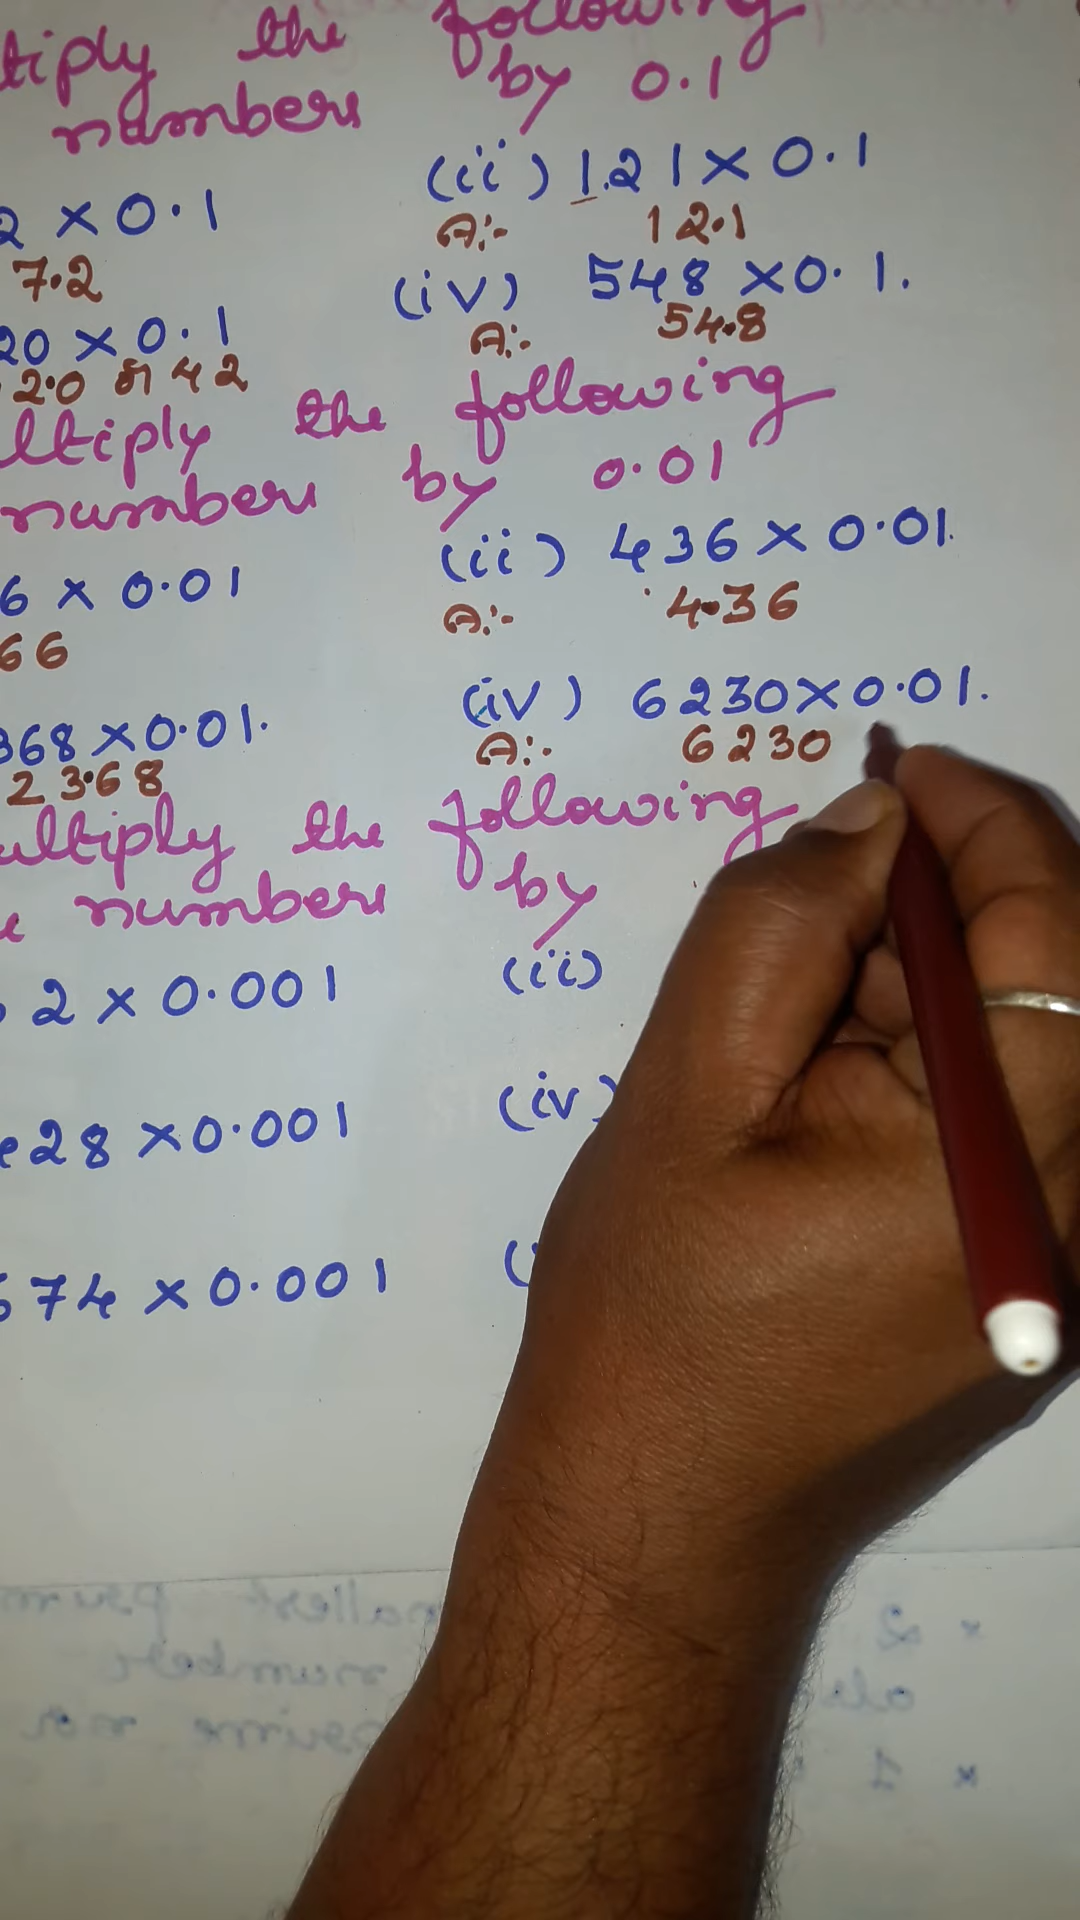 tiply the following
numbers by 0.1
2 × 0.1 (ii) 1.21 × 0.1
7.2 A:- 12.1
20 × 0.1 (iv) 548 × 0.1.
2.0 or 42 A:- 54.8
ltiply the following
numbers by 0.01
6 × 0.01 (ii) 436 × 0.01.
66 A:- 4.36
368 × 0.01. (iv) 6230 × 0.01.
23.68 A:- 6230
ultiply the following
numbers by
2 × 0.001 (ii)
28 × 0.001 (iv)
674 × 0.001 (